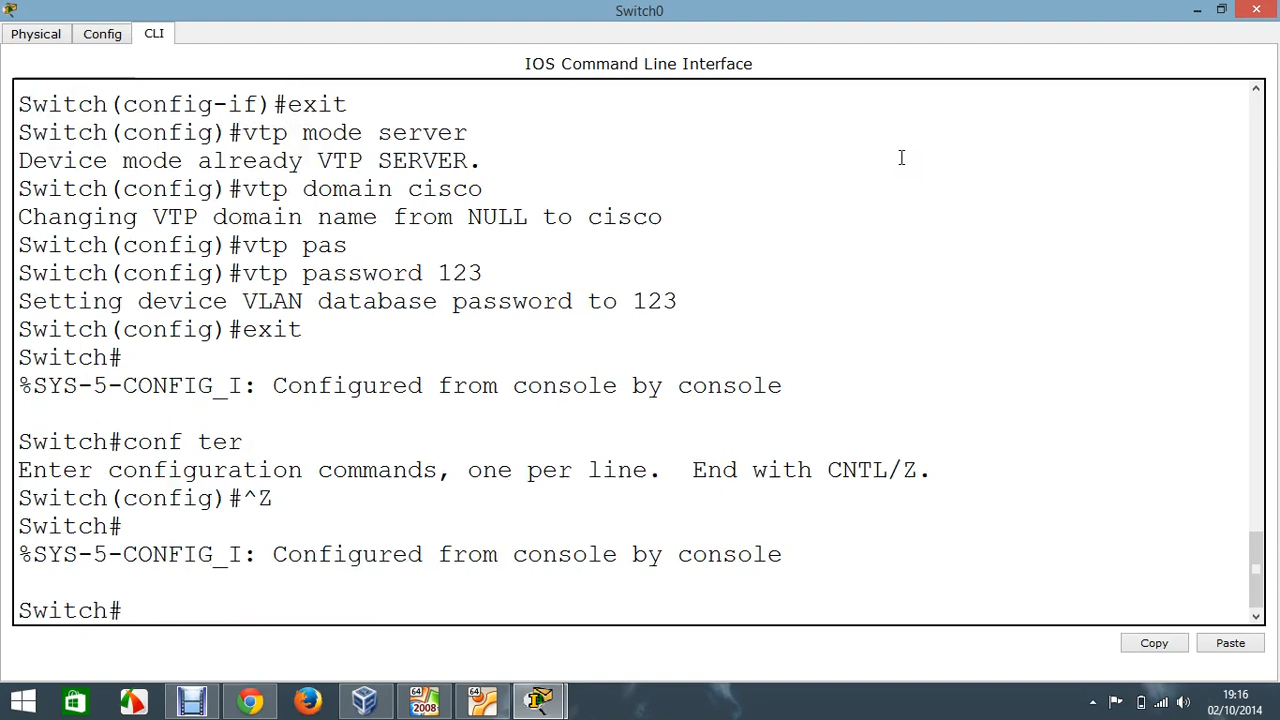 Switch0
Physical
Config
CLI
IOS Command Line Interface
Switch(config-if)#exit
Switch(config)#vtp mode server
Device mode already VTP SERVER.
Switch(config)#vtp domain cisco
Changing VTP domain name from NULL to cisco
Switch(config)#vtp pas
Switch(config)#vtp password 123
Setting device VLAN database password to 123
Switch(config)#exit
Switch#
%SYS-5-CONFIG_I: Configured from console by console
Switch#conf ter
Enter configuration commands, one per line.  End with CNTL/Z.
Switch(config)#^Z
Switch#
%SYS-5-CONFIG_I: Configured from console by console
Switch#
Copy
Paste
64
2008
64
19:16
02/10/2014